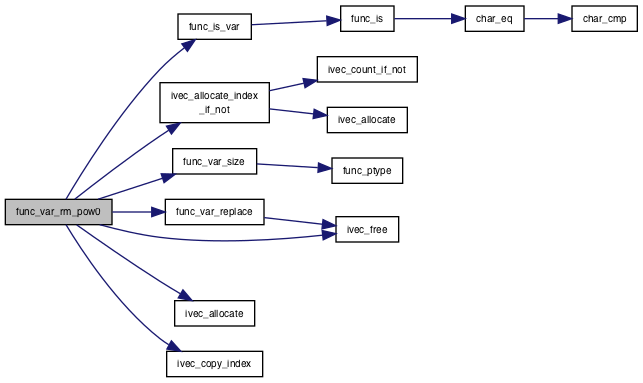 func_is_var
func_is
char_eq
char_cmp
ivec_allocate_index
_if_not
ivec_count_if_not
ivec_allocate
func_var_size
func_ptype
func_var_rm_pow0
func_var_replace
ivec_free
ivec_allocate
ivec_copy_index